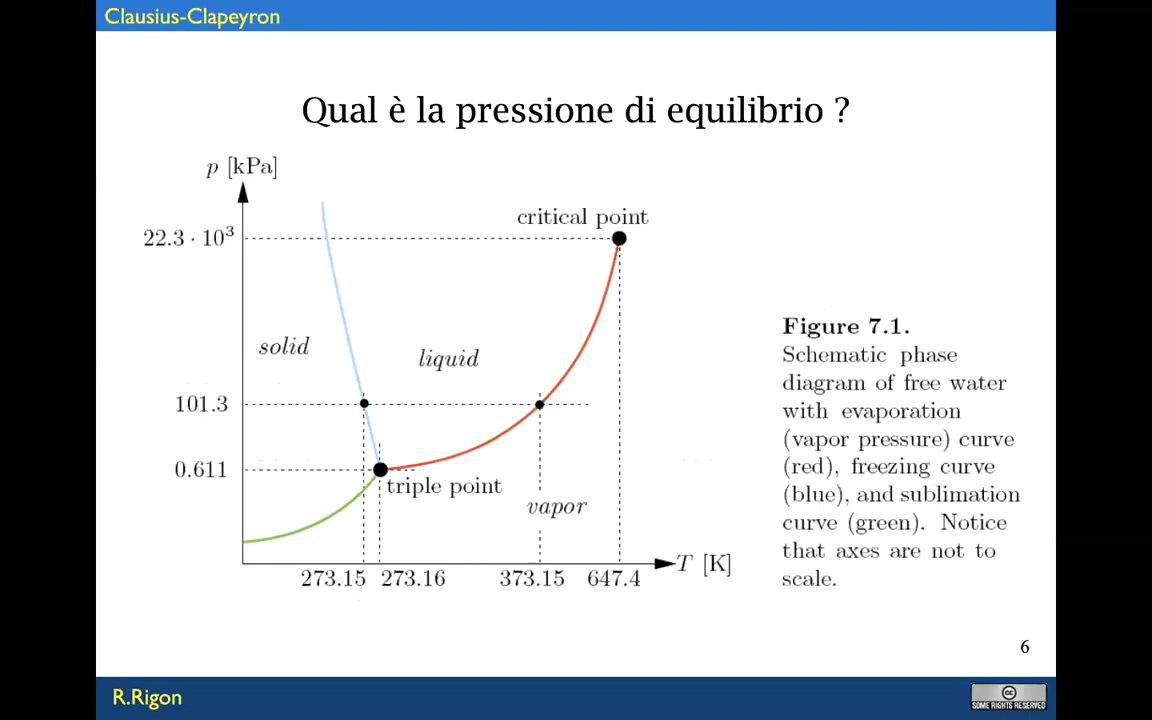 Clausius-Clapeyron
Qual è la pressione di equilibrio ?
p [kPa]
critical point
22.3 · 10³
solid
liquid
101.3
0.611
triple point
vapor
T [K]
273.15 273.16 373.15 647.4
Figure 7.1.
Schematic phase
diagram of free water
with evaporation
(vapor pressure) curve
(red), freezing curve
(blue), and sublimation
curve (green). Notice
that axes are not to
scale.
6
R.Rigon
cc
SOME RIGHTS RESERVED